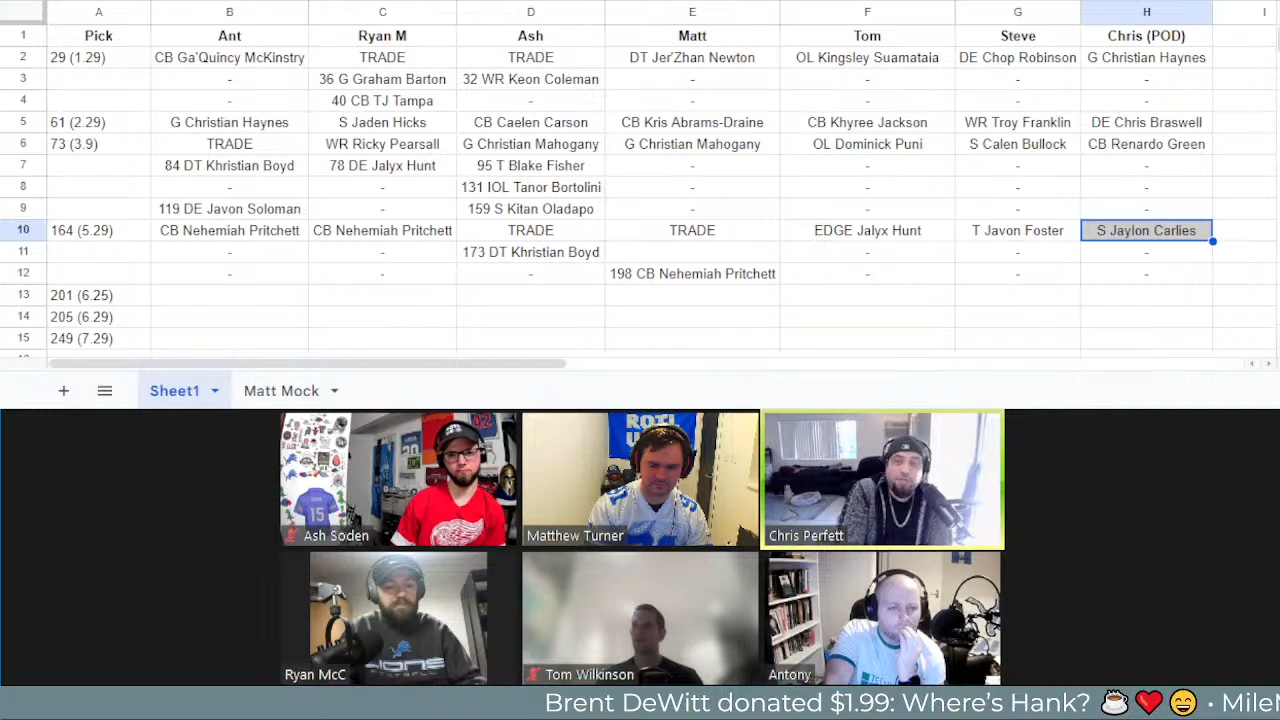 A B C D E F G H I
1 Pick Ant Ryan M Ash Matt Tom Steve Chris (POD)
2 29 (1.29) CB Ga'Quincy McKinstry TRADE TRADE DT Jer'Zhan Newton OL Kingsley Suamataia DE Chop Robinson G Christian Haynes
3 - 36 G Graham Barton 32 WR Keon Coleman - - - -
4 - 40 CB TJ Tampa - - - - -
5 61 (2.29) G Christian Haynes S Jaden Hicks CB Caelen Carson CB Kris Abrams-Draine CB Khyree Jackson WR Troy Franklin DE Chris Braswell
6 73 (3.9) TRADE WR Ricky Pearsall G Christian Mahogany G Christian Mahogany OL Dominick Puni S Calen Bullock CB Renardo Green
7 84 DT Khristian Boyd 78 DE Jalyx Hunt 95 T Blake Fisher - - - -
8 - - 131 IOL Tanor Bortolini - - - -
9 119 DE Javon Soloman - 159 S Kitan Oladapo - - - -
10 164 (5.29) CB Nehemiah Pritchett CB Nehemiah Pritchett TRADE TRADE EDGE Jalyx Hunt T Javon Foster S Jaylon Carlies
11 - - 173 DT Khristian Boyd - - - -
12 - - - 198 CB Nehemiah Pritchett - - -
13 201 (6.25)
14 205 (6.29)
15 249 (7.29)
+ Sheet1 Matt Mock
15
Ash Soden Matthew Turner Chris Perfett
LIONS
Ryan McC Tom Wilkinson Antony
Brent DeWitt donated $1.99: Where's Hank? ☕❤️😄 • Miler